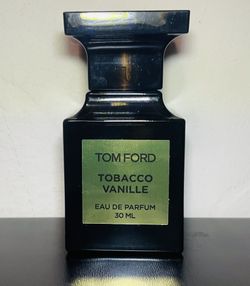 TOM FORD
TOBACCO
VANILLE
EAU DE PARFUM
30 ML